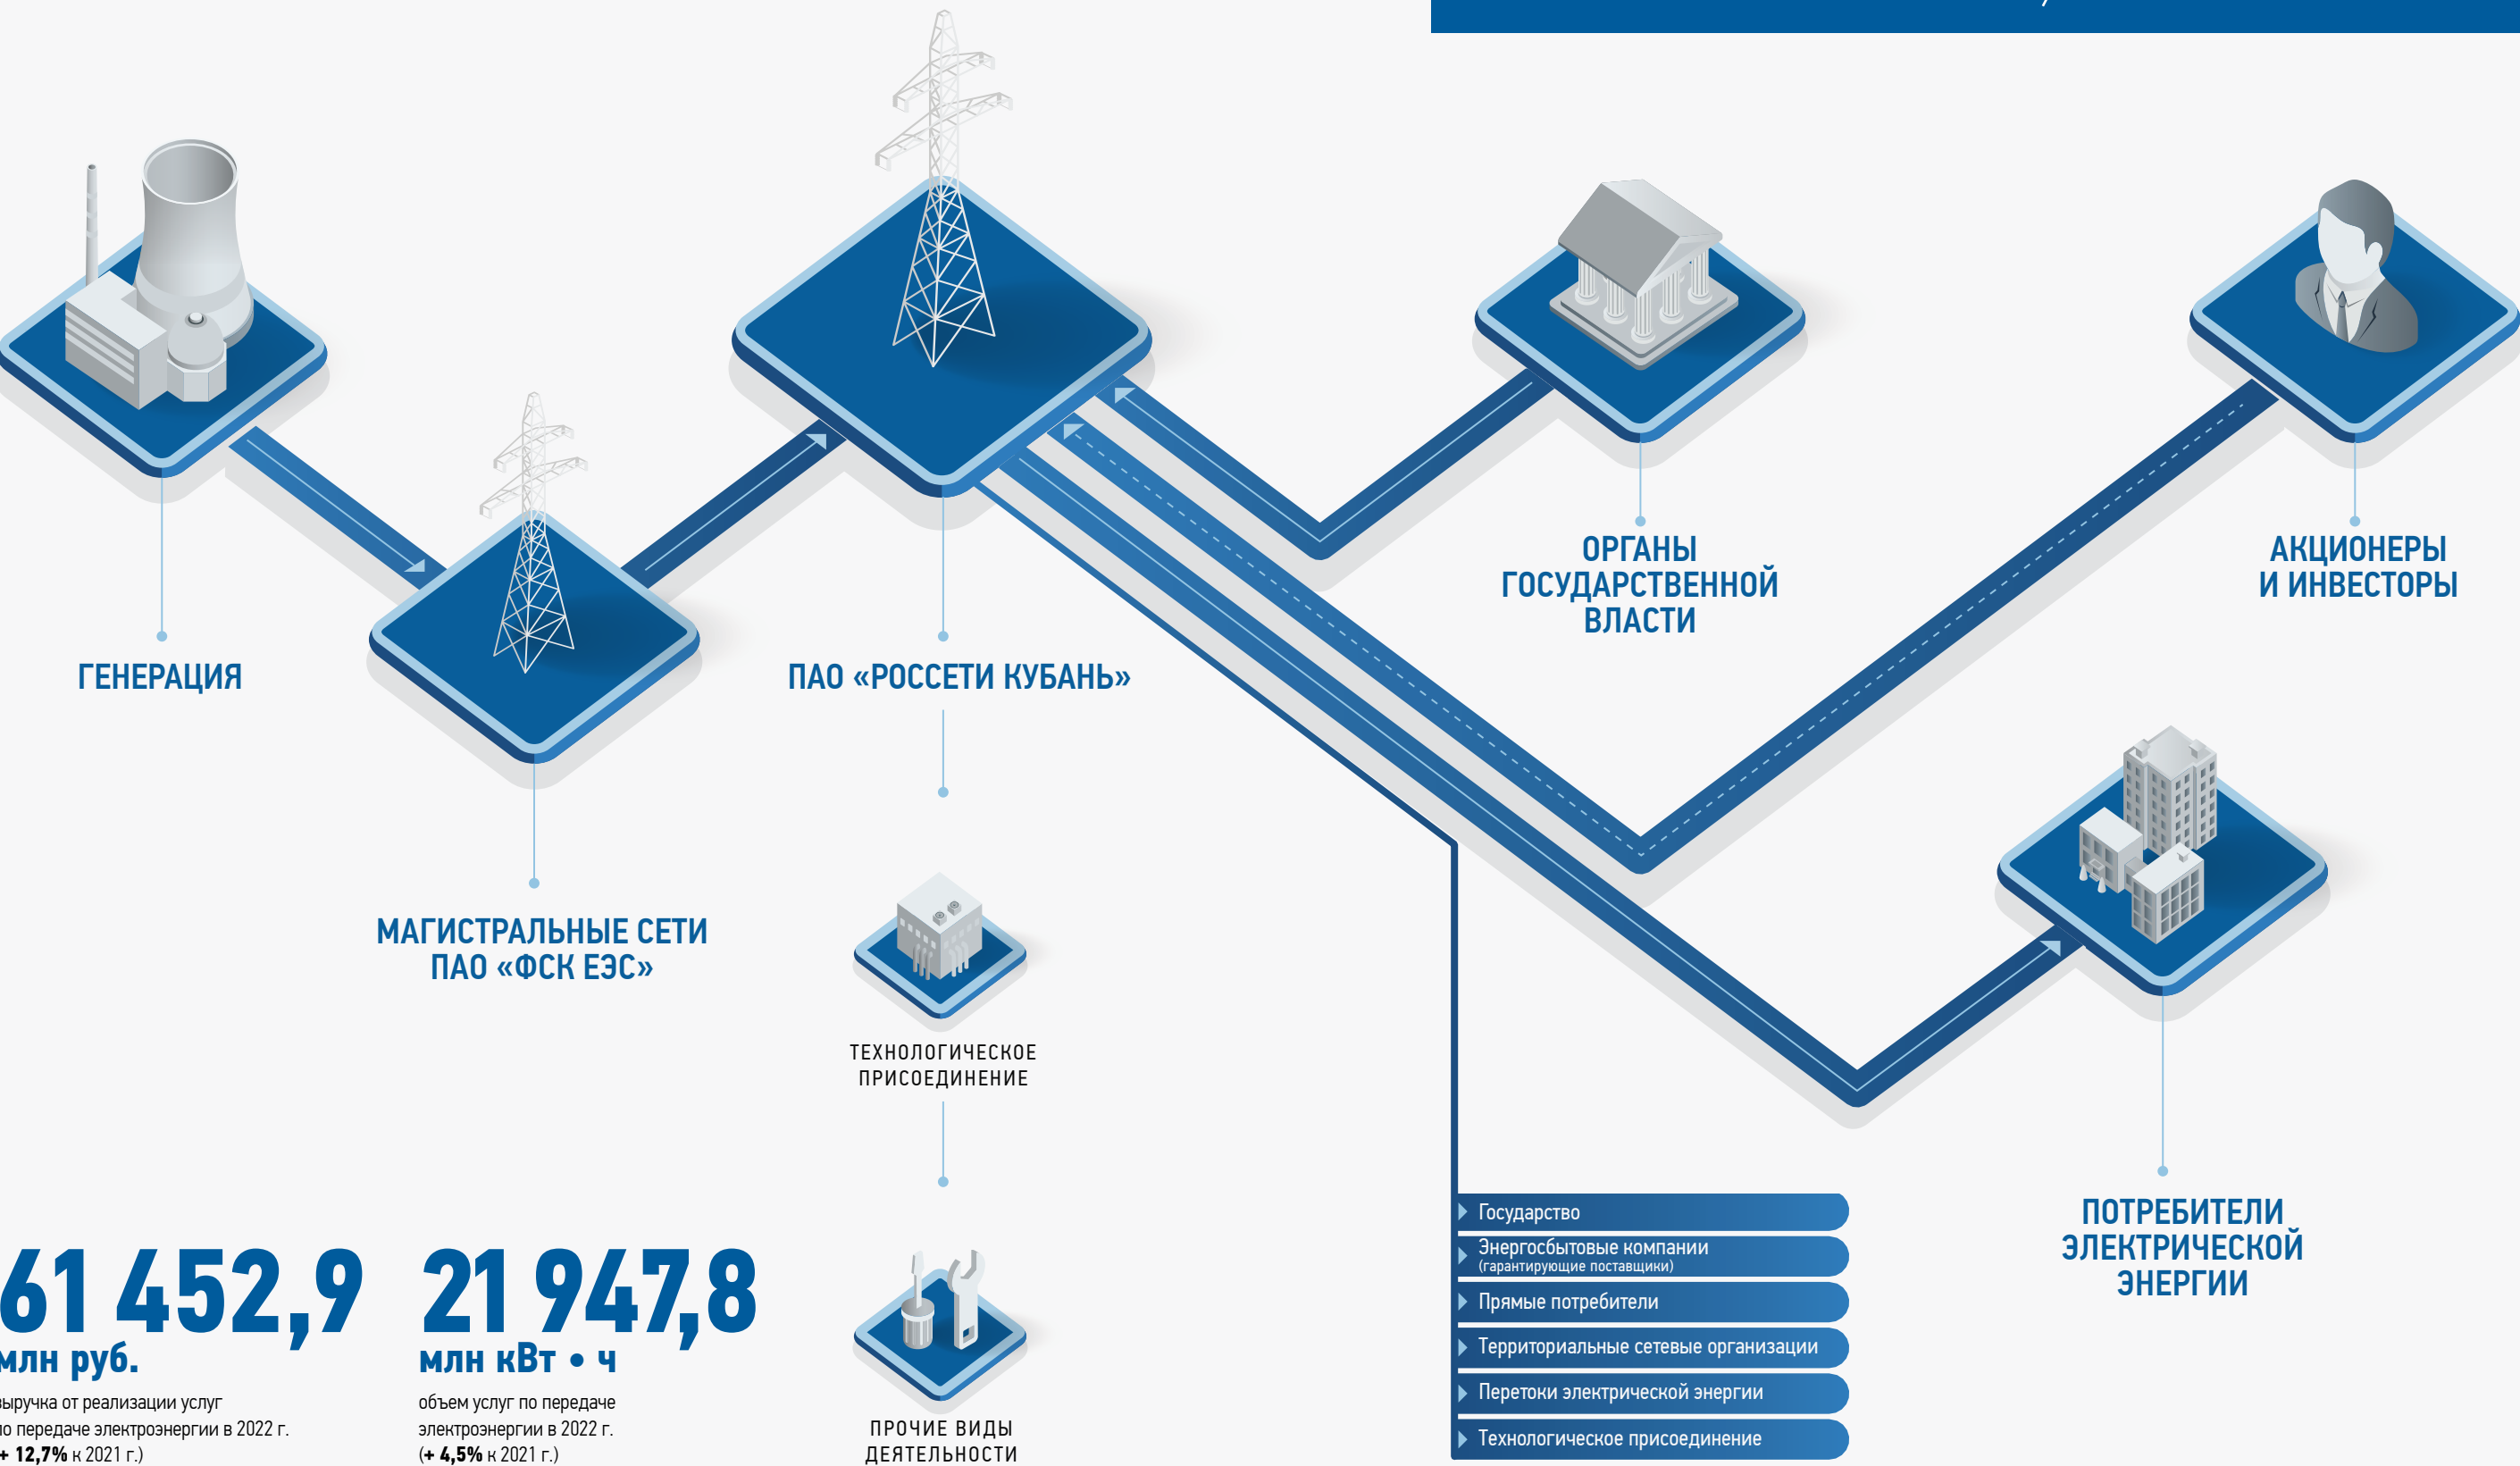 ГЕНЕРАЦИЯ
МАГИСТРАЛЬНЫЕ СЕТИ
ПАО «ФСК ЕЭС»
ПАО «РОССЕТИ КУБАНЬ»
ТЕХНОЛОГИЧЕСКОЕ
ПРИСОЕДИНЕНИЕ
ПРОЧИЕ ВИДЫ
ДЕЯТЕЛЬНОСТИ
ОРГАНЫ
ГОСУДАРСТВЕННОЙ
ВЛАСТИ
АКЦИОНЕРЫ
И ИНВЕСТОРЫ
ПОТРЕБИТЕЛИ
ЭЛЕКТРИЧЕСКОЙ
ЭНЕРГИИ
Государство
Энергосбытовые компании
(гарантирующие поставщики)
Прямые потребители
Территориальные сетевые организации
Перетоки электрической энергии
Технологическое присоединение
61 452,9
млн руб.
выручка от реализации услуг
по передаче электроэнергии в 2022 г.
+ 12,7% к 2021 г.)
21 947,8
млн кВт • ч
объем услуг по передаче
электроэнергии в 2022 г.
(+ 4,5% к 2021 г.)